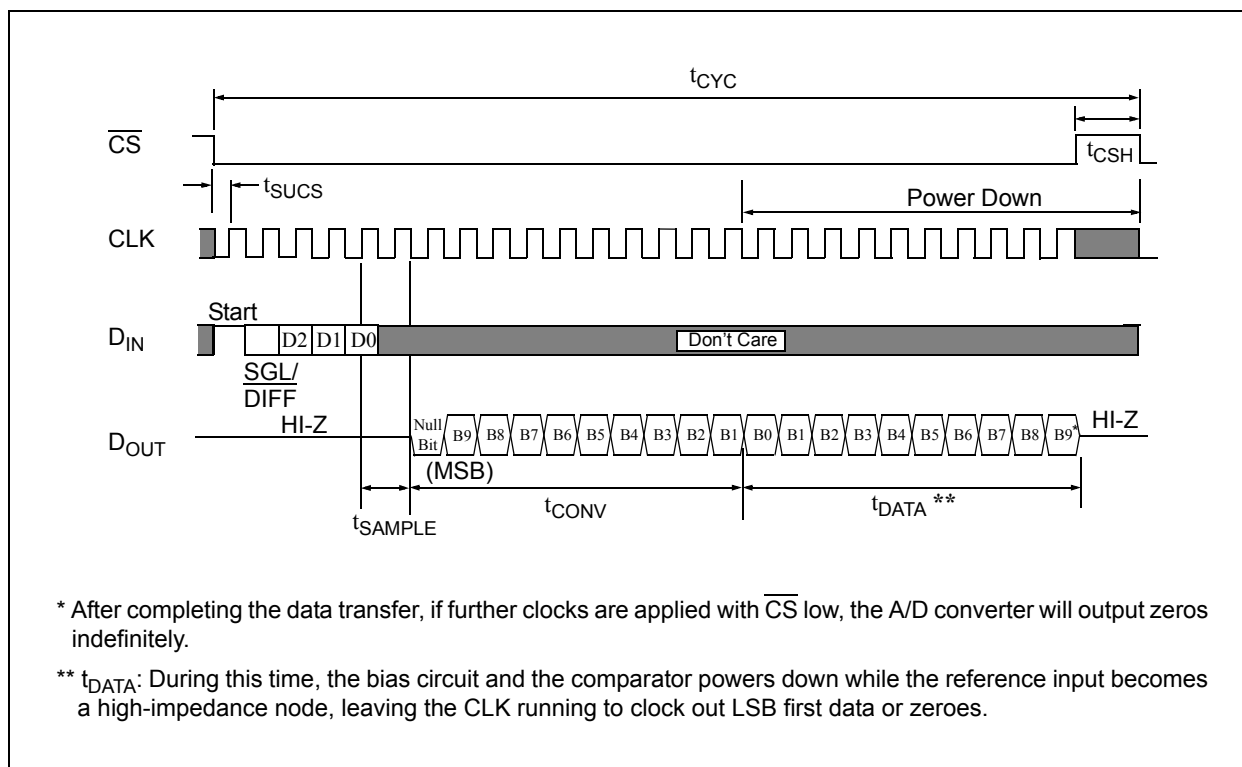 tCYC
CS
tCSH
tSUCS
Power Down
CLK
Start
DIN
D2 D1 D0
Don't Care
SGL/
DIFF
HI-Z
DOUT
Null
Bit
B9 B8 B7 B6 B5 B4 B3 B2 B1 B0 B1 B2 B3 B4 B5 B6 B7 B8 B9*
HI-Z
(MSB)
tSAMPLE
tCONV
tDATA **
* After completing the data transfer, if further clocks are applied with CS low, the A/D converter will output zeros
indefinitely.
** tDATA: During this time, the bias circuit and the comparator powers down while the reference input becomes
a high-impedance node, leaving the CLK running to clock out LSB first data or zeroes.